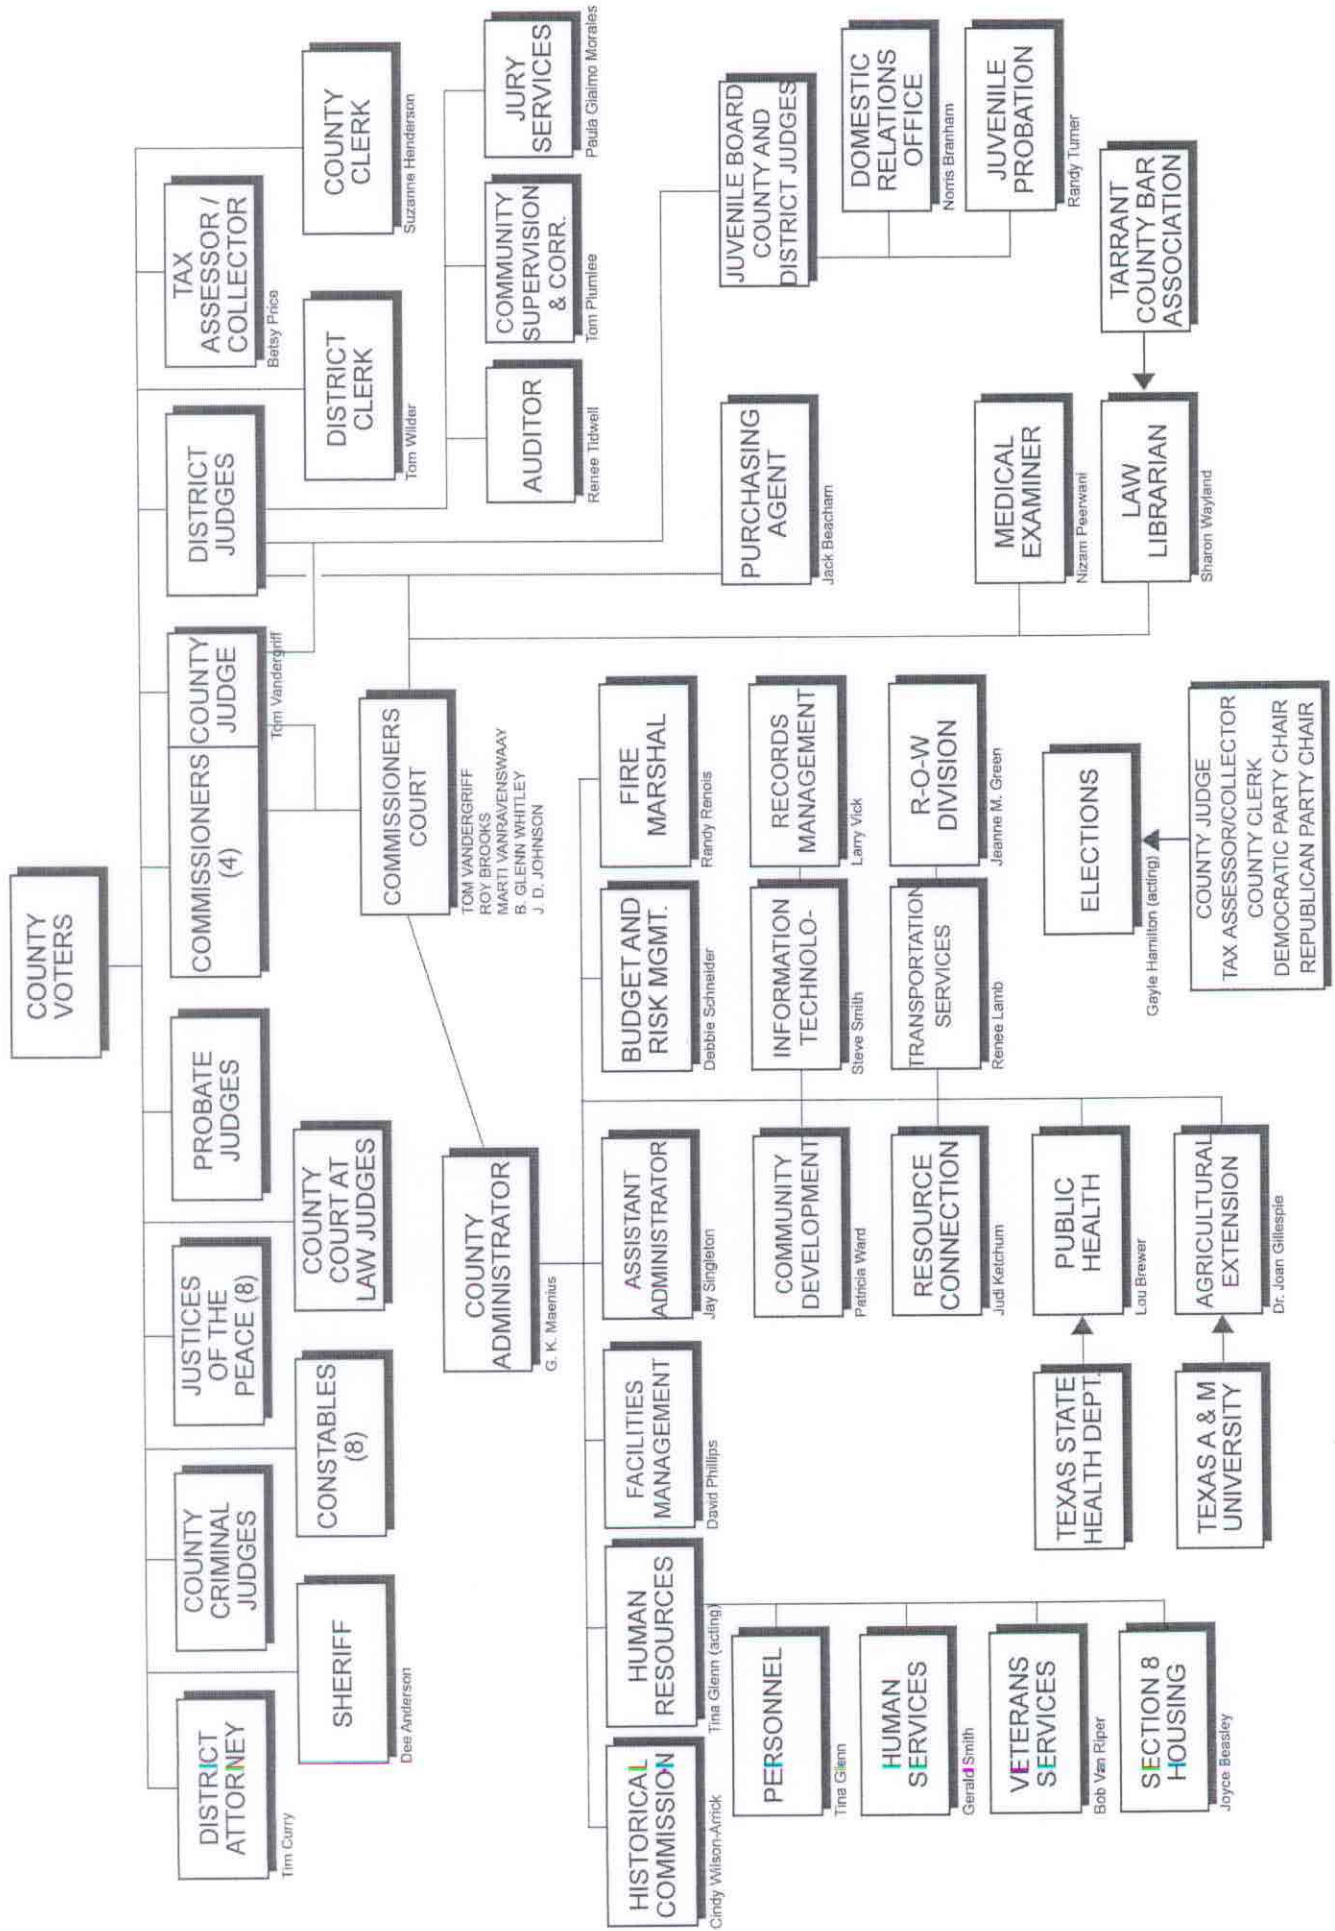 COUNTY
VOTERS
DISTRICT
ATTORNEY
Tim Curry
SHERIFF
Dee Anderson
COUNTY
CRIMINAL
JUDGES
CONSTABLES
(8)
JUSTICES
OF THE
PEACE (8)
COUNTY
COURT AT
LAW JUDGES
PROBATE
JUDGES
COMMISSIONERS
(4)
COUNTY
JUDGE
Tom Vandergriff
DISTRICT
JUDGES
DISTRICT
CLERK
Tom Wilder
TAX
ASSESSOR /
COLLECTOR
Betsy Price
COUNTY
CLERK
Suzanne Henderson
COMMISSIONERS
COURT
TOM VANDERGRIFF
ROY BROOKS
MARTI VANRAVENSWAAY
B. GLENN WHITLEY
J. D. JOHNSON
AUDITOR
Renee Tidwell
COMMUNITY
SUPERVISION
& CORR.
Tom Plumlee
JURY
SERVICES
Paula Giaimo Morales
COUNTY
ADMINISTRATOR
G. K. Maenius
HISTORICAL
COMMISSION
Cindy Wilson-Arrick
HUMAN
RESOURCES
Tina Glenn (acting)
FACILITIES
MANAGEMENT
David Phillips
ASSISTANT
ADMINISTRATOR
Jay Singleton
BUDGET AND
RISK MGMT.
Debbie Schneider
FIRE
MARSHAL
Randy Renois
PURCHASING
AGENT
Jack Beacham
JUVENILE BOARD
COUNTY AND
DISTRICT JUDGES
PERSONNEL
Tina Glenn
COMMUNITY
DEVELOPMENT
Patricia Ward
INFORMATION
TECHNOLO-
Steve Smith
RECORDS
MANAGEMENT
Larry Vick
DOMESTIC
RELATIONS
OFFICE
Norris Branham
HUMAN
SERVICES
Gerald Smith
RESOURCE
CONNECTION
Judi Ketchum
TRANSPORTATION
SERVICES
Renee Lamb
R-O-W
DIVISION
Jeanne M. Green
MEDICAL
EXAMINER
Nizam Peerwani
JUVENILE
PROBATION
Randy Turner
VETERANS
SERVICES
Bob Van Riper
TEXAS STATE
HEALTH DEPT.
PUBLIC
HEALTH
Lou Brewer
ELECTIONS
Gayle Hamilton (acting)
LAW
LIBRARIAN
Sharon Wayland
TARRANT
COUNTY BAR
ASSOCIATION
SECTION 8
HOUSING
Joyce Beasley
TEXAS A & M
UNIVERSITY
AGRICULTURAL
EXTENSION
Dr. Joan Gillespie
COUNTY JUDGE
TAX ASSESSOR/COLLECTOR
COUNTY CLERK
DEMOCRATIC PARTY CHAIR
REPUBLICAN PARTY CHAIR